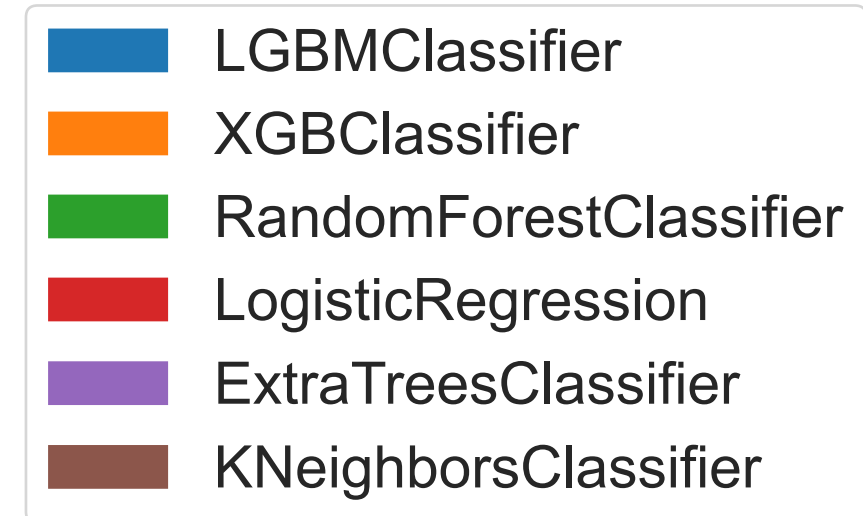 LGBMClassifier
XGBClassifier
RandomForestClassifier
LogisticRegression
ExtraTreesClassifier
KNeighborsClassifier